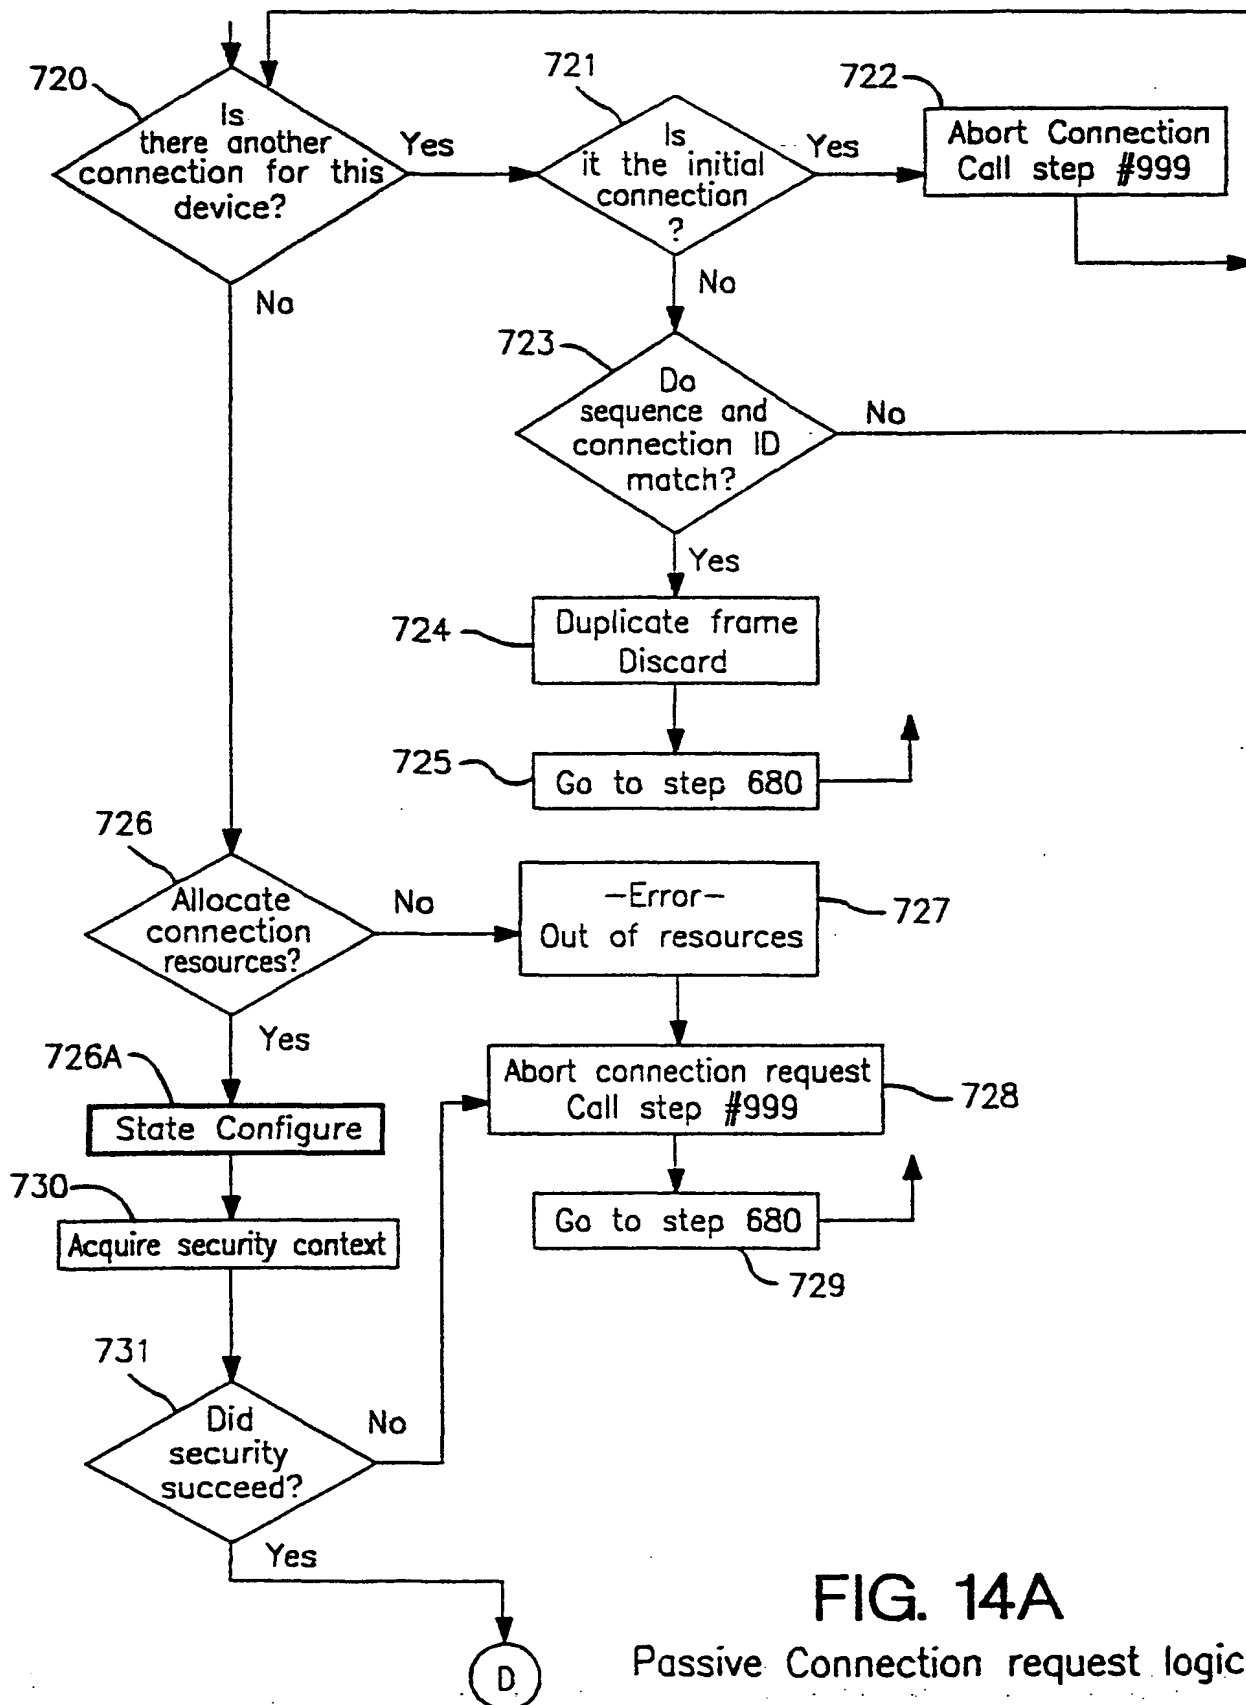 720
Is
there another
connection for this
device?
Yes
No
721
Is
it the initial
connection
?
Yes
No
722
Abort Connection
Call step #999
723
Do
sequence and
connection ID
match?
No
Yes
724
Duplicate frame
Discard
725
Go to step 680
726
Allocate
connection
resources?
No
Yes
-Error-
Out of resources
727
726A
State Configure
Abort connection request
Call step #999
728
730
Acquire security context
Go to step 680
729
731
Did
security
succeed?
No
Yes
D
FIG. 14A
Passive Connection request logic